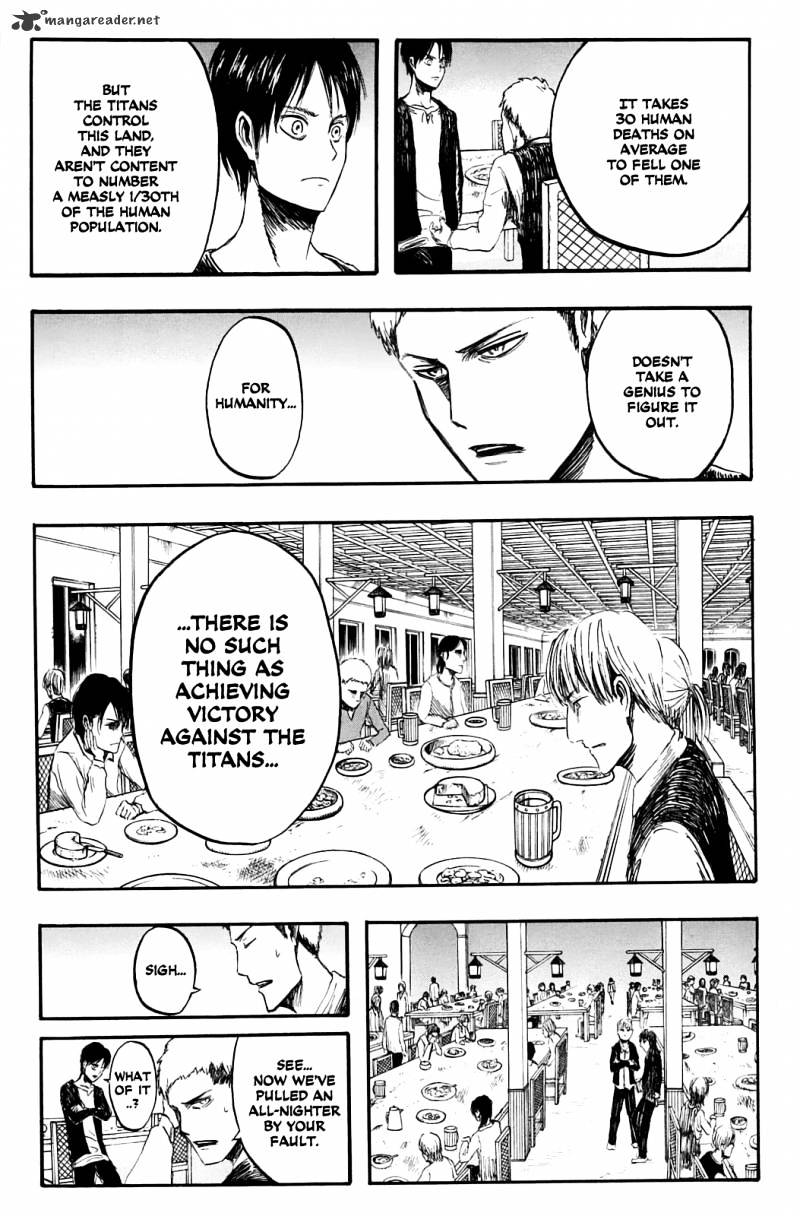 mangareader.net
IT TAKES
30 HUMAN
DEATHS ON
AVERAGE
TO FELL ONE
OF THEM.
BUT
THE TITANS
CONTROL
THIS LAND,
AND THEY
AREN'T CONTENT
TO NUMBER
A MEASLY 1/30TH
OF THE HUMAN
POPULATION.
DOESN'T
TAKE A
GENIUS TO
FIGURE IT
OUT.
FOR
HUMANITY...
...THERE IS
NO SUCH
THING AS
ACHIEVING
VICTORY
AGAINST THE
TITANS...
SIGH...
SEE...
NOW WE'VE
PULLED AN
ALL-NIGHTER
BY YOUR
FAULT.
WHAT
OF IT
..?